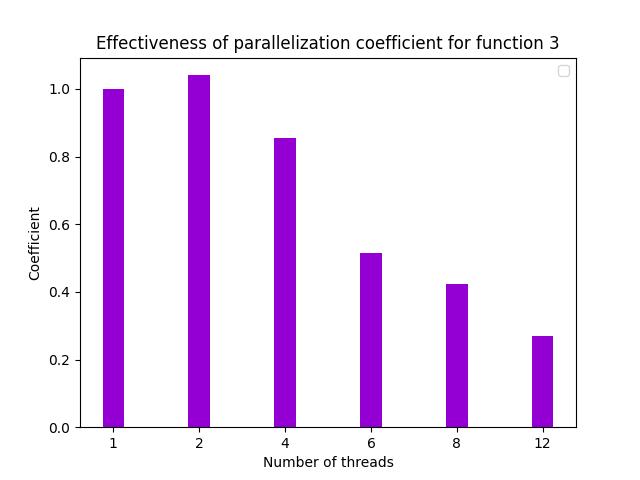 Effectiveness of parallelization coefficient for function 3
1.0
0.8
0.6
0.4
0.2
0.0
Coefficient
1 2 4 6 8 12
Number of threads